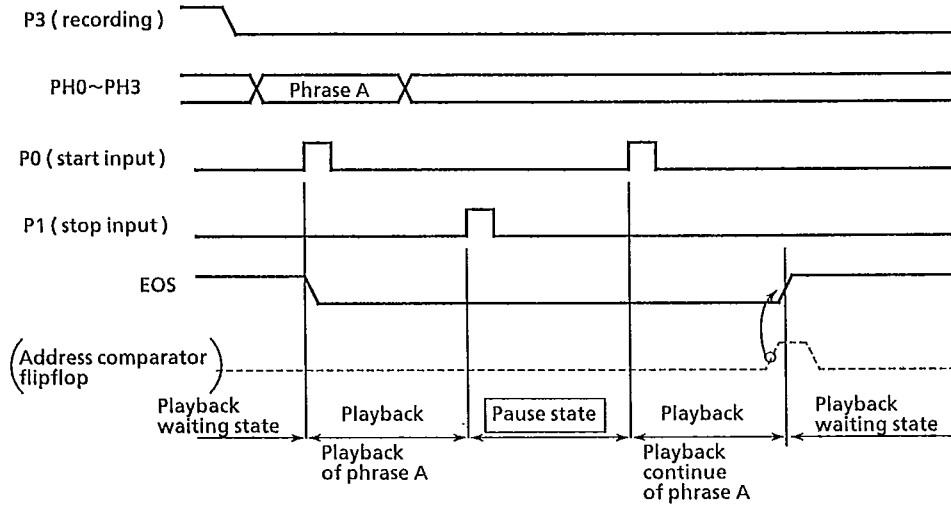 P3 ( recording )
PH0~PH3
Phrase A
P0 ( start input )
P1 ( stop input )
EOS
(Address comparator
flipflop)
Playback
waiting state
Playback
Pause state
Playback
Playback
waiting state
Playback
of phrase A
Playback
continue
of phrase A